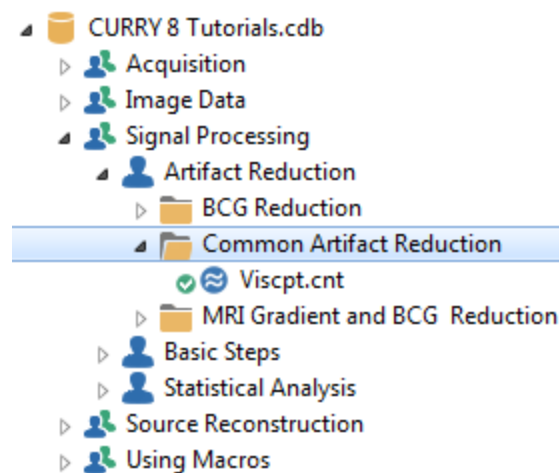 CURRY 8 Tutorials.cdb
Acquisition
Image Data
Signal Processing
Artifact Reduction
BCG Reduction
Common Artifact Reduction
Viscpt.cnt
MRI Gradient and BCG  Reduction
Basic Steps
Statistical Analysis
Source Reconstruction
Using Macros